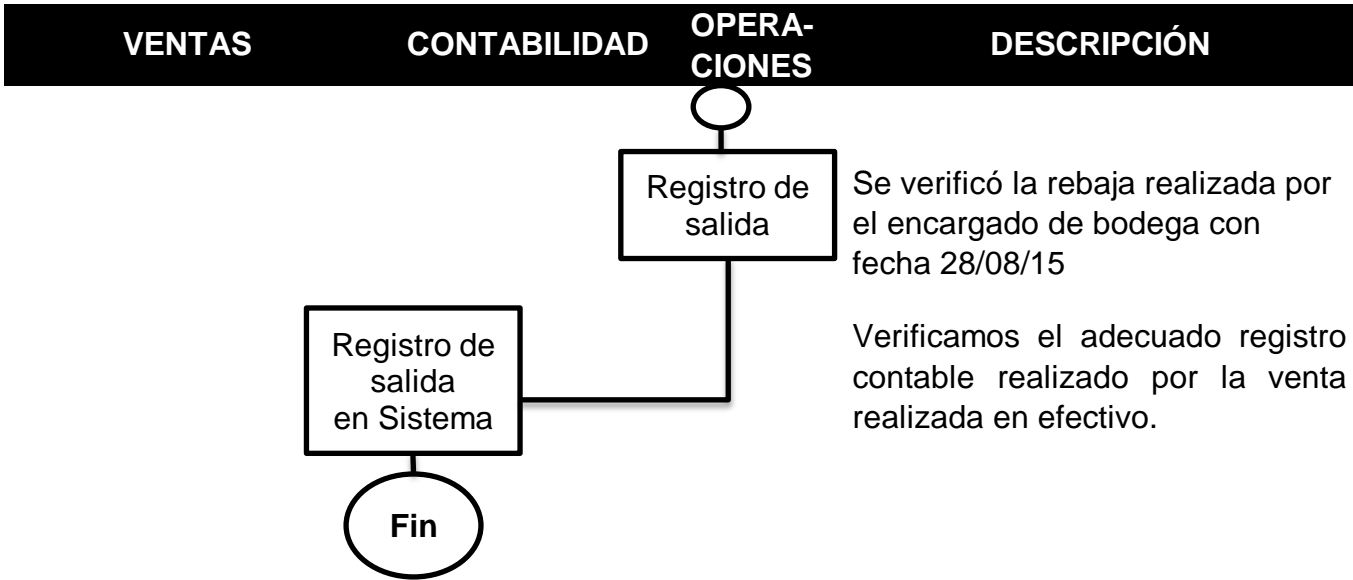 VENTAS
CONTABILIDAD
OPERA-
CIONES
DESCRIPCIÓN
Registro de
salida
Se verificó la rebaja realizada por
el encargado de bodega con
fecha 28/08/15
Registro de
salida
en Sistema
Verificamos el adecuado registro
contable realizado por la venta
realizada en efectivo.
Fin